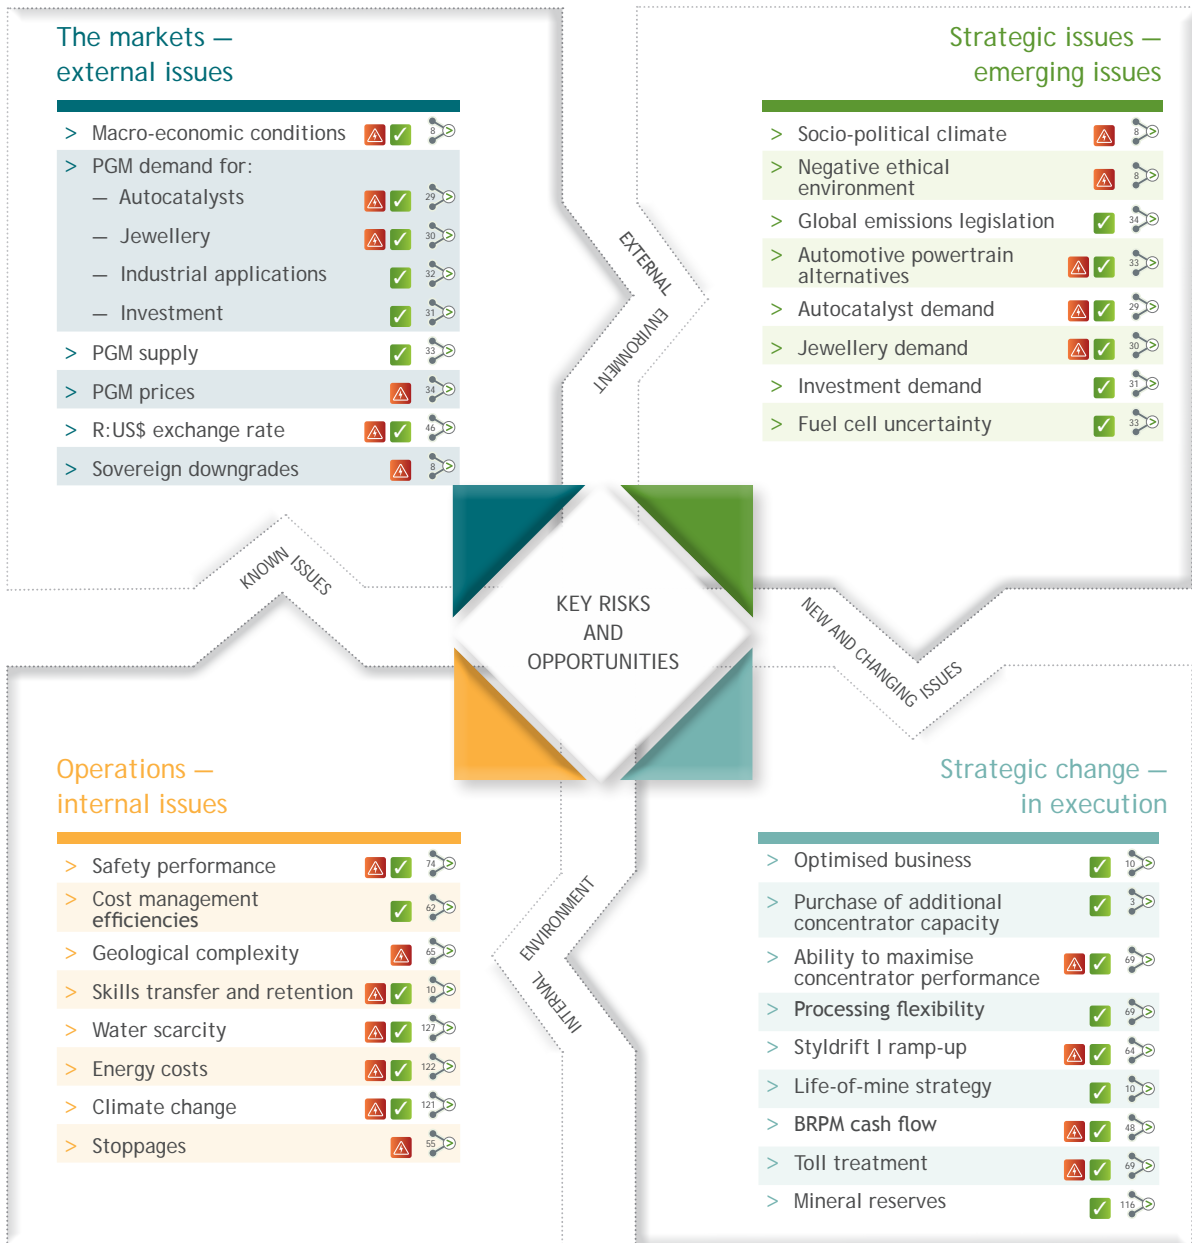 The markets —
external issues
> Macro-economic conditions 8 >
> PGM demand for:
— Autocatalysts 29 >
— Jewellery 30 >
— Industrial applications 32 >
— Investment 31 >
> PGM supply 33 >
> PGM prices 34 >
> R:US$ exchange rate 46 >
> Sovereign downgrades 8 >
Strategic issues —
emerging issues
> Socio-political climate 8 >
> Negative ethical
environment 8 >
> Global emissions legislation 34 >
> Automotive powertrain
alternatives 33 >
> Autocatalyst demand 29 >
> Jewellery demand 30 >
> Investment demand 31 >
> Fuel cell uncertainty 33 >
EXTERNAL
ENVIRONMENT
KNOWN
ISSUES
KEY RISKS
AND
OPPORTUNITIES
NEW AND CHANGING
ISSUES
Operations —
internal issues
> Safety performance 74 >
> Cost management
efficiencies 62 >
> Geological complexity 65 >
> Skills transfer and retention 10 >
> Water scarcity 127 >
> Energy costs 122 >
> Climate change 121 >
> Stoppages 55 >
INTERNAL
ENVIRONMENT
Strategic change —
in execution
> Optimised business 10 >
> Purchase of additional
concentrator capacity 3 >
> Ability to maximise
concentrator performance 69 >
> Processing flexibility 69 >
> Styldrift I ramp-up 64 >
> Life-of-mine strategy 10 >
> BRPM cash flow 48 >
> Toll treatment 69 >
> Mineral reserves 116 >